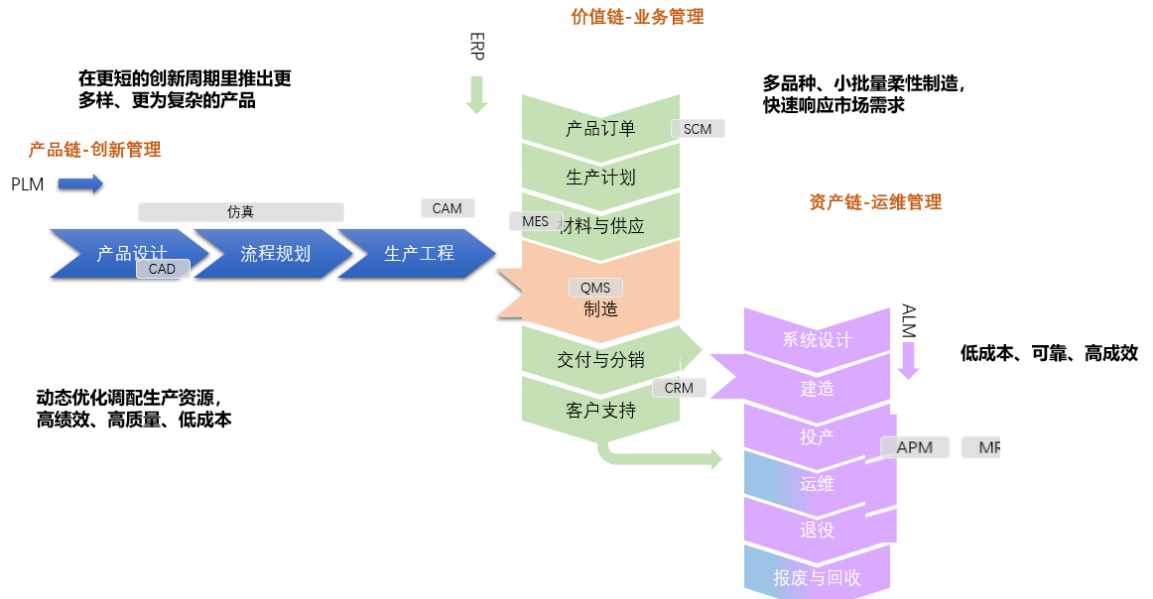 价值链-业务管理
ERP
在更短的创新周期里推出更
多样、更为复杂的产品
多品种、小批量柔性制造,
快速响应市场需求
产品订单
SCM
产品链-创新管理
PLM
生产计划
资产链-运维管理
仿真
CAM
MES
材料与供应
产品设计
流程规划
生产工程
CAD
QMS
制造
ALM
系统设计
低成本、可靠、高成效
交付与分销
CRM
建造
动态优化调配生产资源,
高绩效、高质量、低成本
客户支持
投产
APM
运维
退役
报废与回收